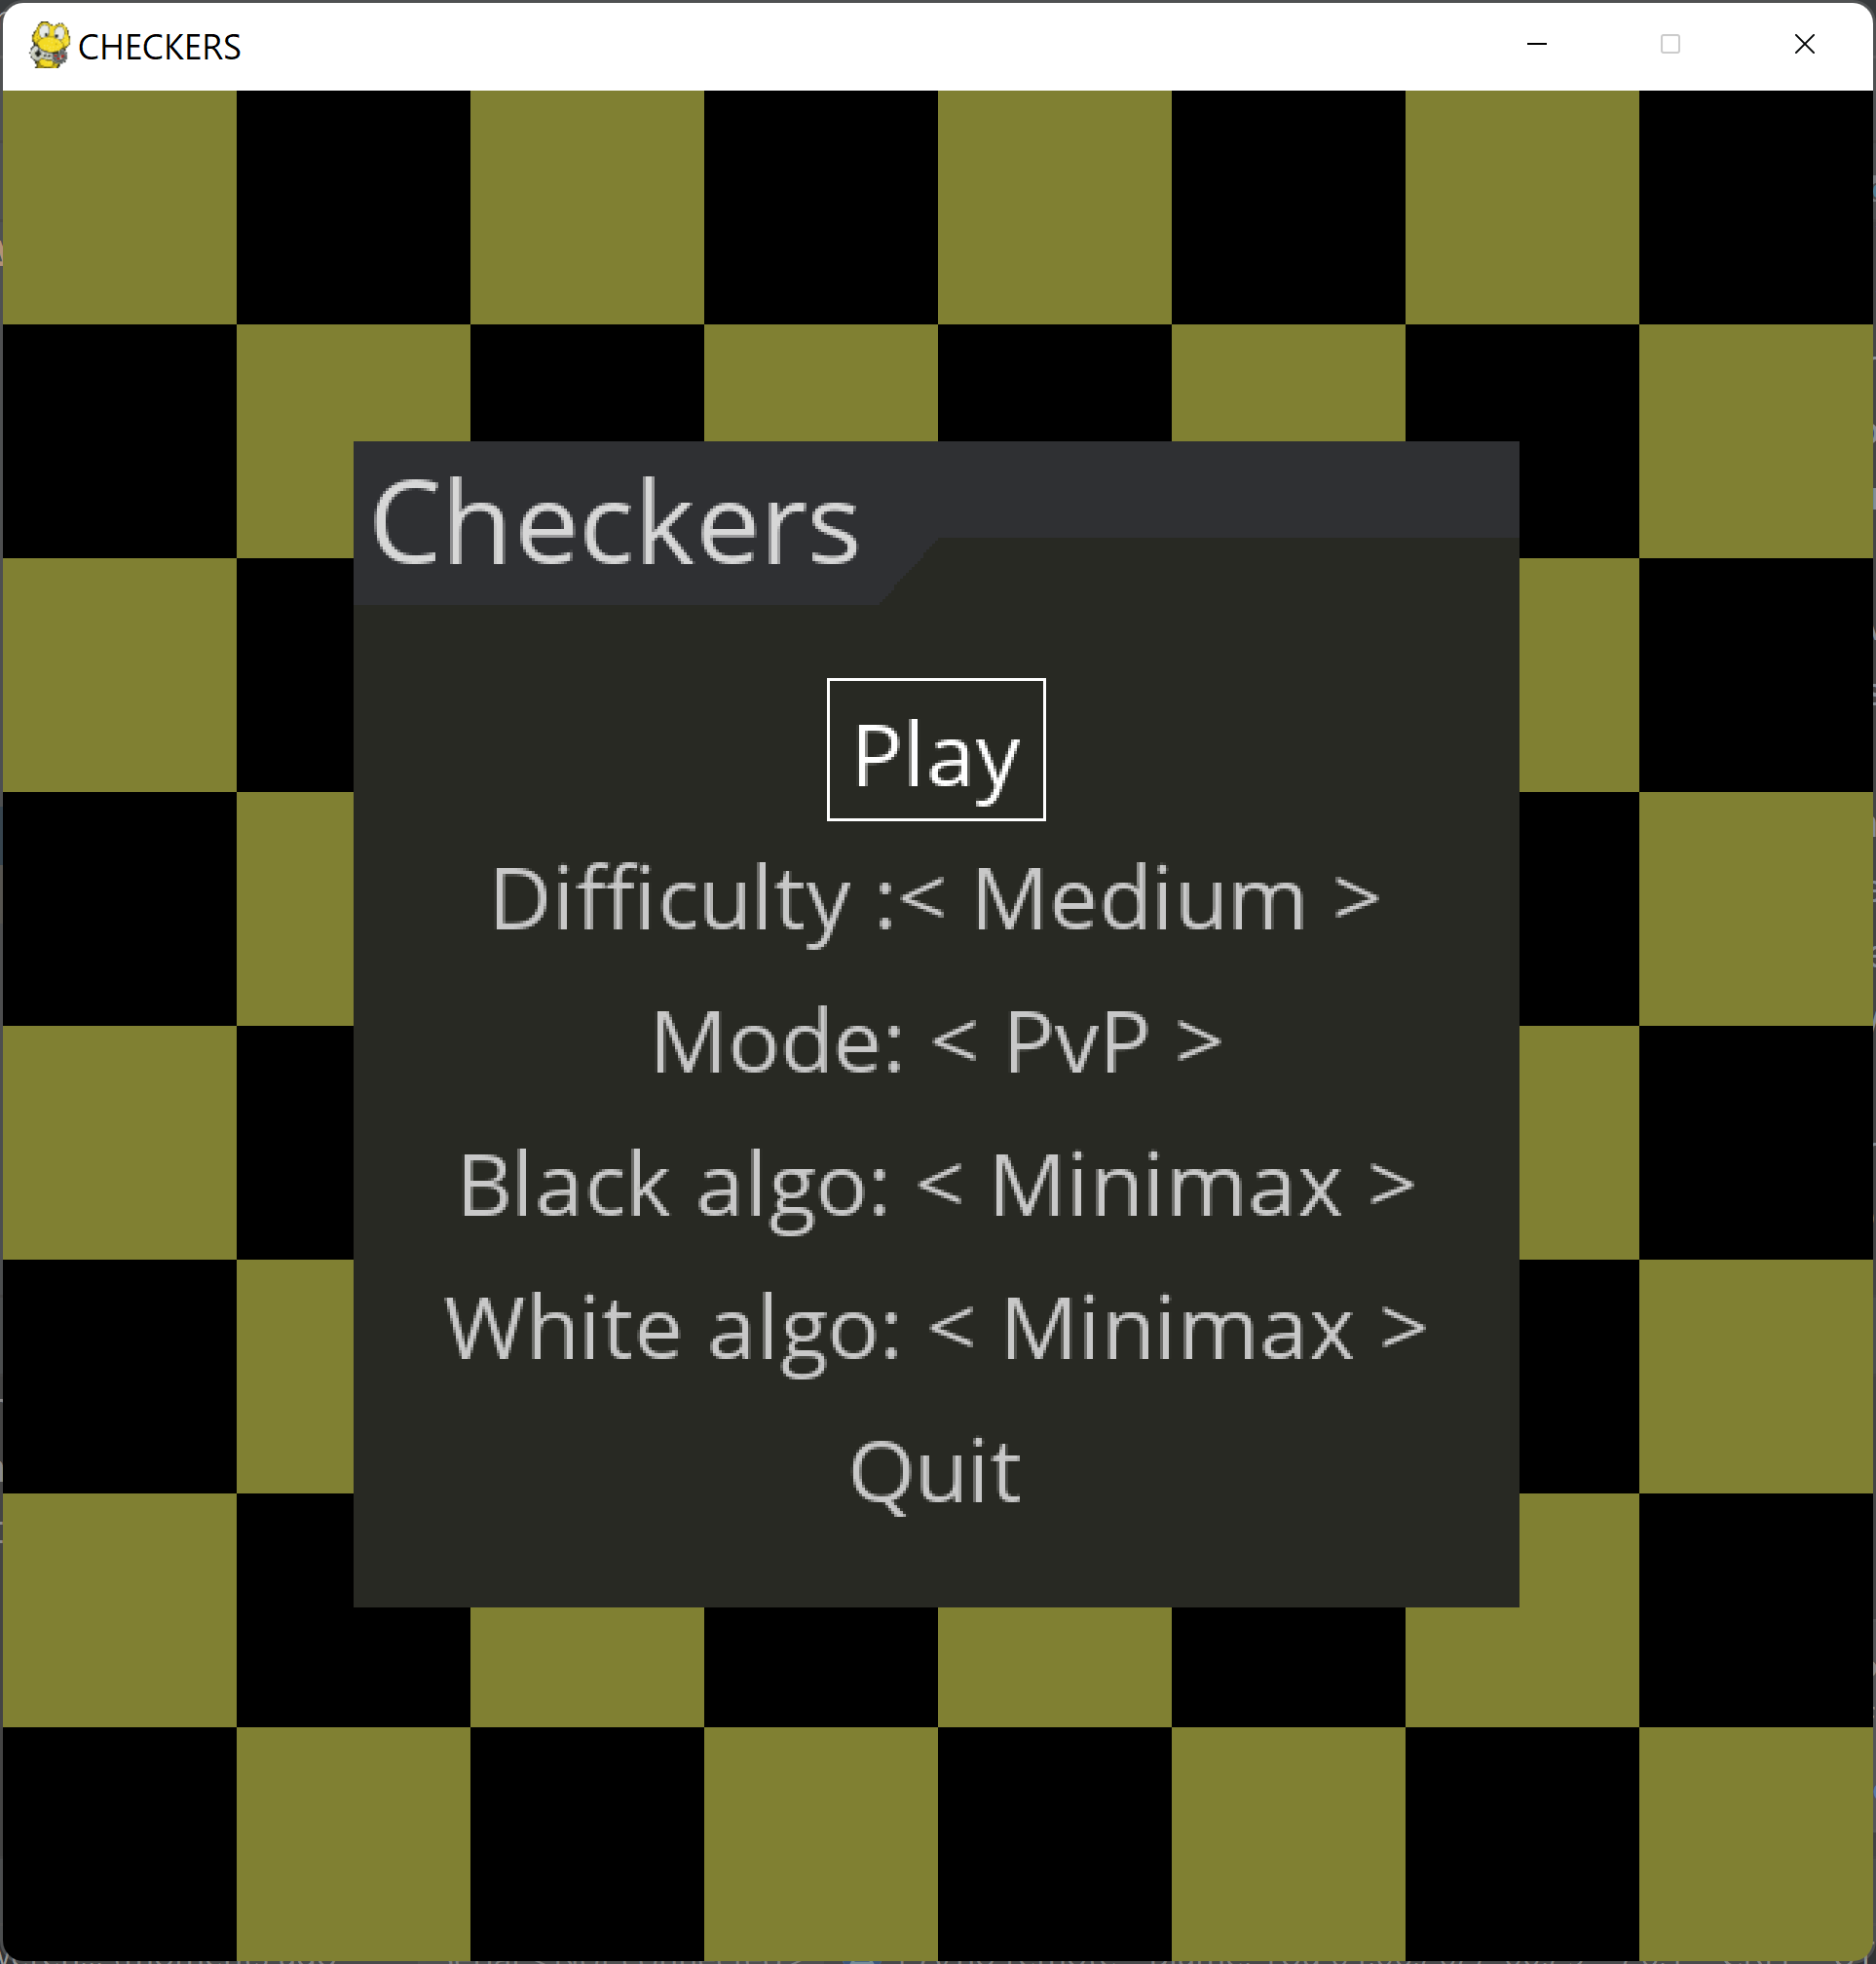 CHECKERS
Checkers
Play
Difficulty :< Medium >
Mode: < PvP >
Black algo: < Minimax >
White algo: < Minimax >
Quit